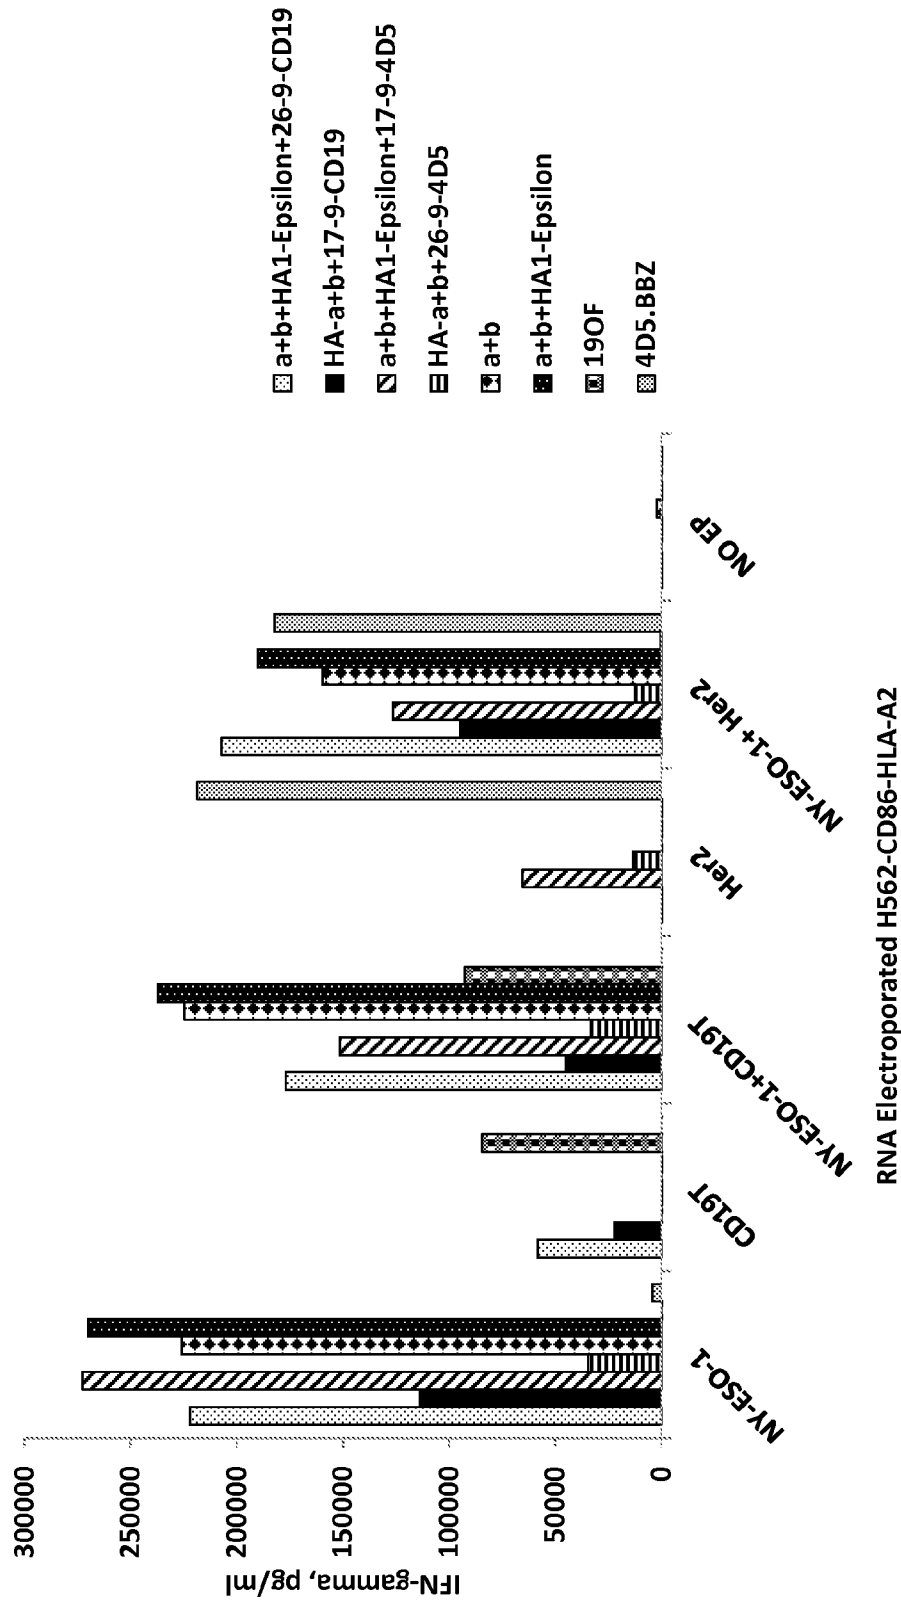 IFN-gamma, pg/ml
300000
250000
200000
150000
100000
50000
0
NY-ESO-1
CD19T
NY-ESO-1+CD19T
Her2
NY-ESO-1+ Her2
NO EP
RNA Electroporated H562-CD86-HLA-A2
a+b+HA1-Epsilon+26-9-CD19
HA-a+b+17-9-CD19
a+b+HA1-Epsilon+17-9-4D5
HA-a+b+26-9-4D5
a+b
a+b+HA1-Epsilon
19OF
4D5.BBZ